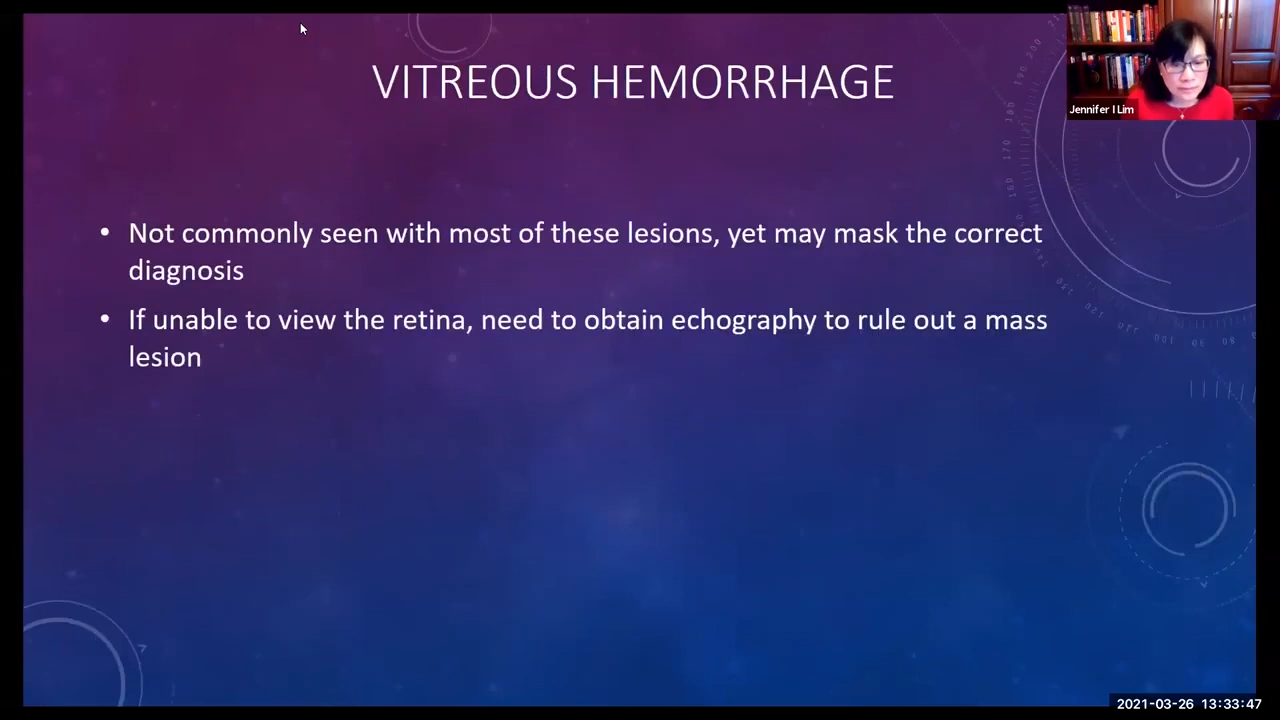 VITREOUS HEMORRHAGE
Jennifer I Lim
• Not commonly seen with most of these lesions, yet may mask the correct
diagnosis
• If unable to view the retina, need to obtain echography to rule out a mass
lesion
2021-03-26 13:33:47